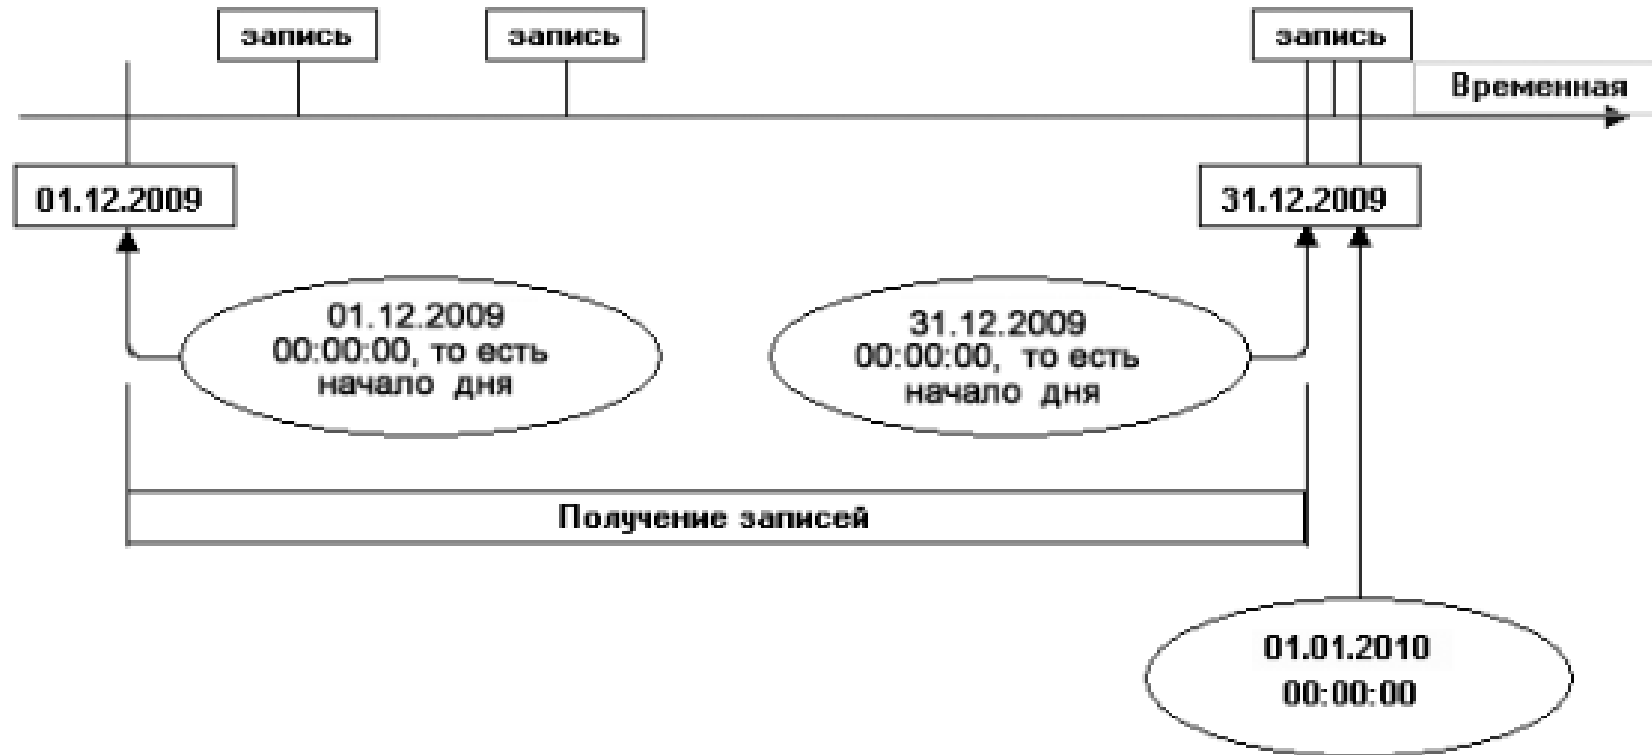 запись
запись
запись
Временная
01.12.2009
31.12.2009
01.12.2009
00:00:00, то есть
начало дня
31.12.2009
00:00:00, то есть
начало дня
Получение записей
01.01.2010
00:00:00